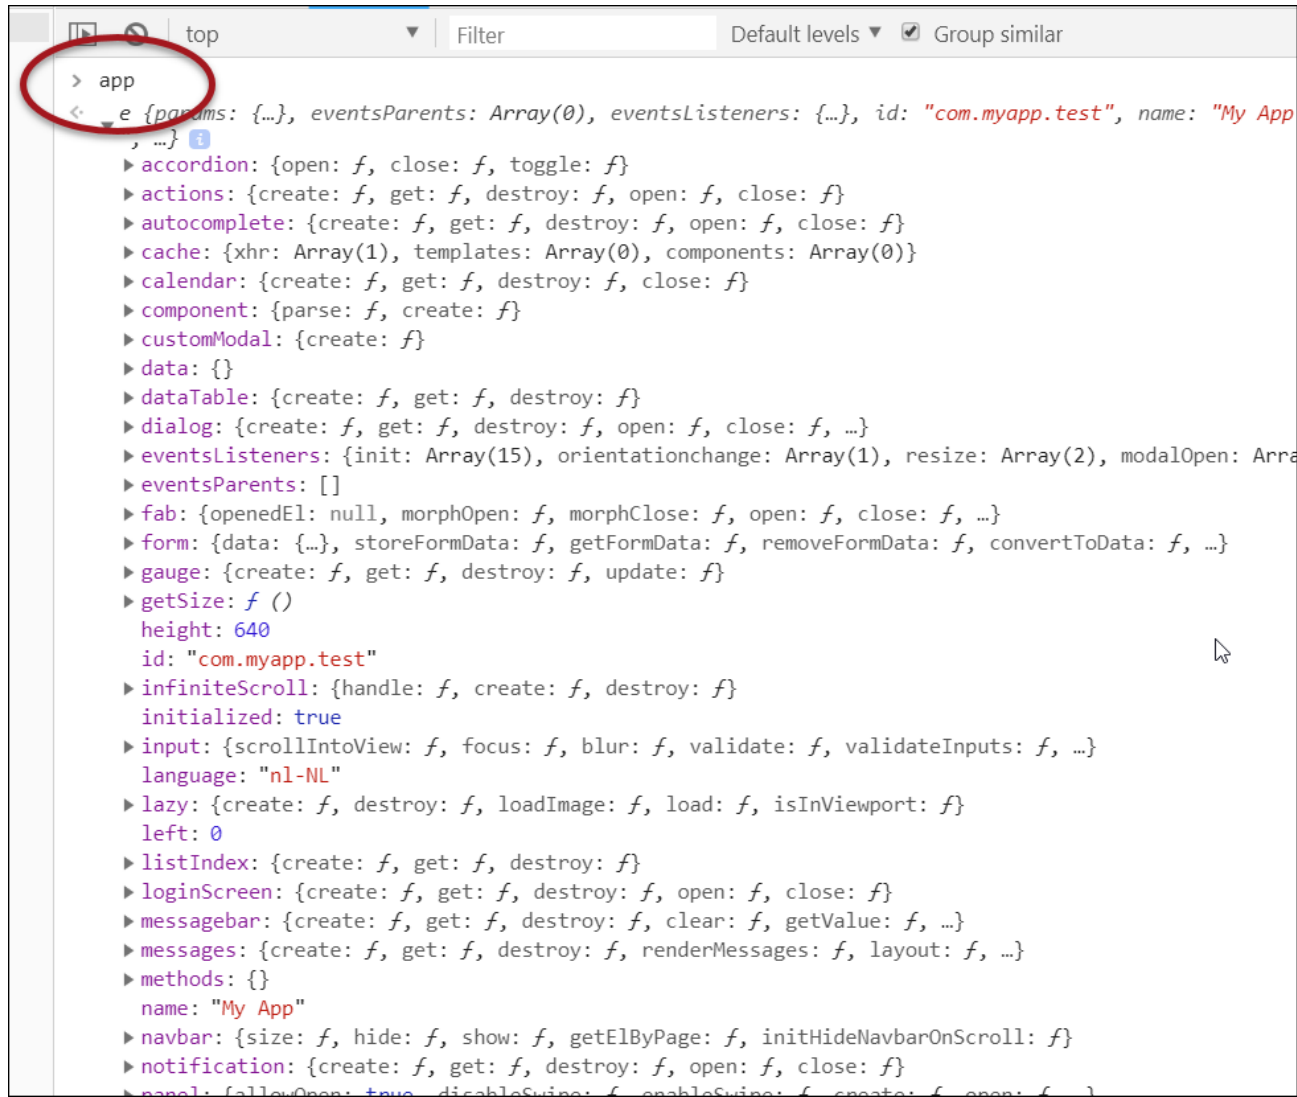 top Filter Default levels Group similar
app
e {params: {…}, eventsParents: Array(0), eventsListeners: {…}, id: "com.myapp.test", name: "My App
, …}
accordion: {open: ƒ, close: ƒ, toggle: ƒ}
actions: {create: ƒ, get: ƒ, destroy: ƒ, open: ƒ, close: ƒ}
autocomplete: {create: ƒ, get: ƒ, destroy: ƒ, open: ƒ, close: ƒ}
cache: {xhr: Array(1), templates: Array(0), components: Array(0)}
calendar: {create: ƒ, get: ƒ, destroy: ƒ, close: ƒ}
component: {parse: ƒ, create: ƒ}
customModal: {create: ƒ}
data: {}
dataTable: {create: ƒ, get: ƒ, destroy: ƒ}
dialog: {create: ƒ, get: ƒ, destroy: ƒ, open: ƒ, close: ƒ, …}
eventsListeners: {init: Array(15), orientationchange: Array(1), resize: Array(2), modalOpen: Arra
eventsParents: []
fab: {openedEl: null, morphOpen: ƒ, morphClose: ƒ, open: ƒ, close: ƒ, …}
form: {data: {…}, storeFormData: ƒ, getFormData: ƒ, removeFormData: ƒ, convertToData: ƒ, …}
gauge: {create: ƒ, get: ƒ, destroy: ƒ, update: ƒ}
getSize: ƒ ()
height: 640
id: "com.myapp.test"
infiniteScroll: {handle: ƒ, create: ƒ, destroy: ƒ}
initialized: true
input: {scrollIntoView: ƒ, focus: ƒ, blur: ƒ, validate: ƒ, validateInputs: ƒ, …}
language: "nl-NL"
lazy: {create: ƒ, destroy: ƒ, loadImage: ƒ, load: ƒ, isInViewport: ƒ}
left: 0
listIndex: {create: ƒ, get: ƒ, destroy: ƒ}
loginScreen: {create: ƒ, get: ƒ, destroy: ƒ, open: ƒ, close: ƒ}
messagebar: {create: ƒ, get: ƒ, destroy: ƒ, clear: ƒ, getValue: ƒ, …}
messages: {create: ƒ, get: ƒ, destroy: ƒ, renderMessages: ƒ, layout: ƒ, …}
methods: {}
name: "My App"
navbar: {size: ƒ, hide: ƒ, show: ƒ, getElByPage: ƒ, initHideNavbarOnScroll: ƒ}
notification: {create: ƒ, get: ƒ, destroy: ƒ, open: ƒ, close: ƒ}
panel: {allowOpen: true, disableSwipe: ƒ, enableSwipe: ƒ, create: ƒ, open: ƒ, …}